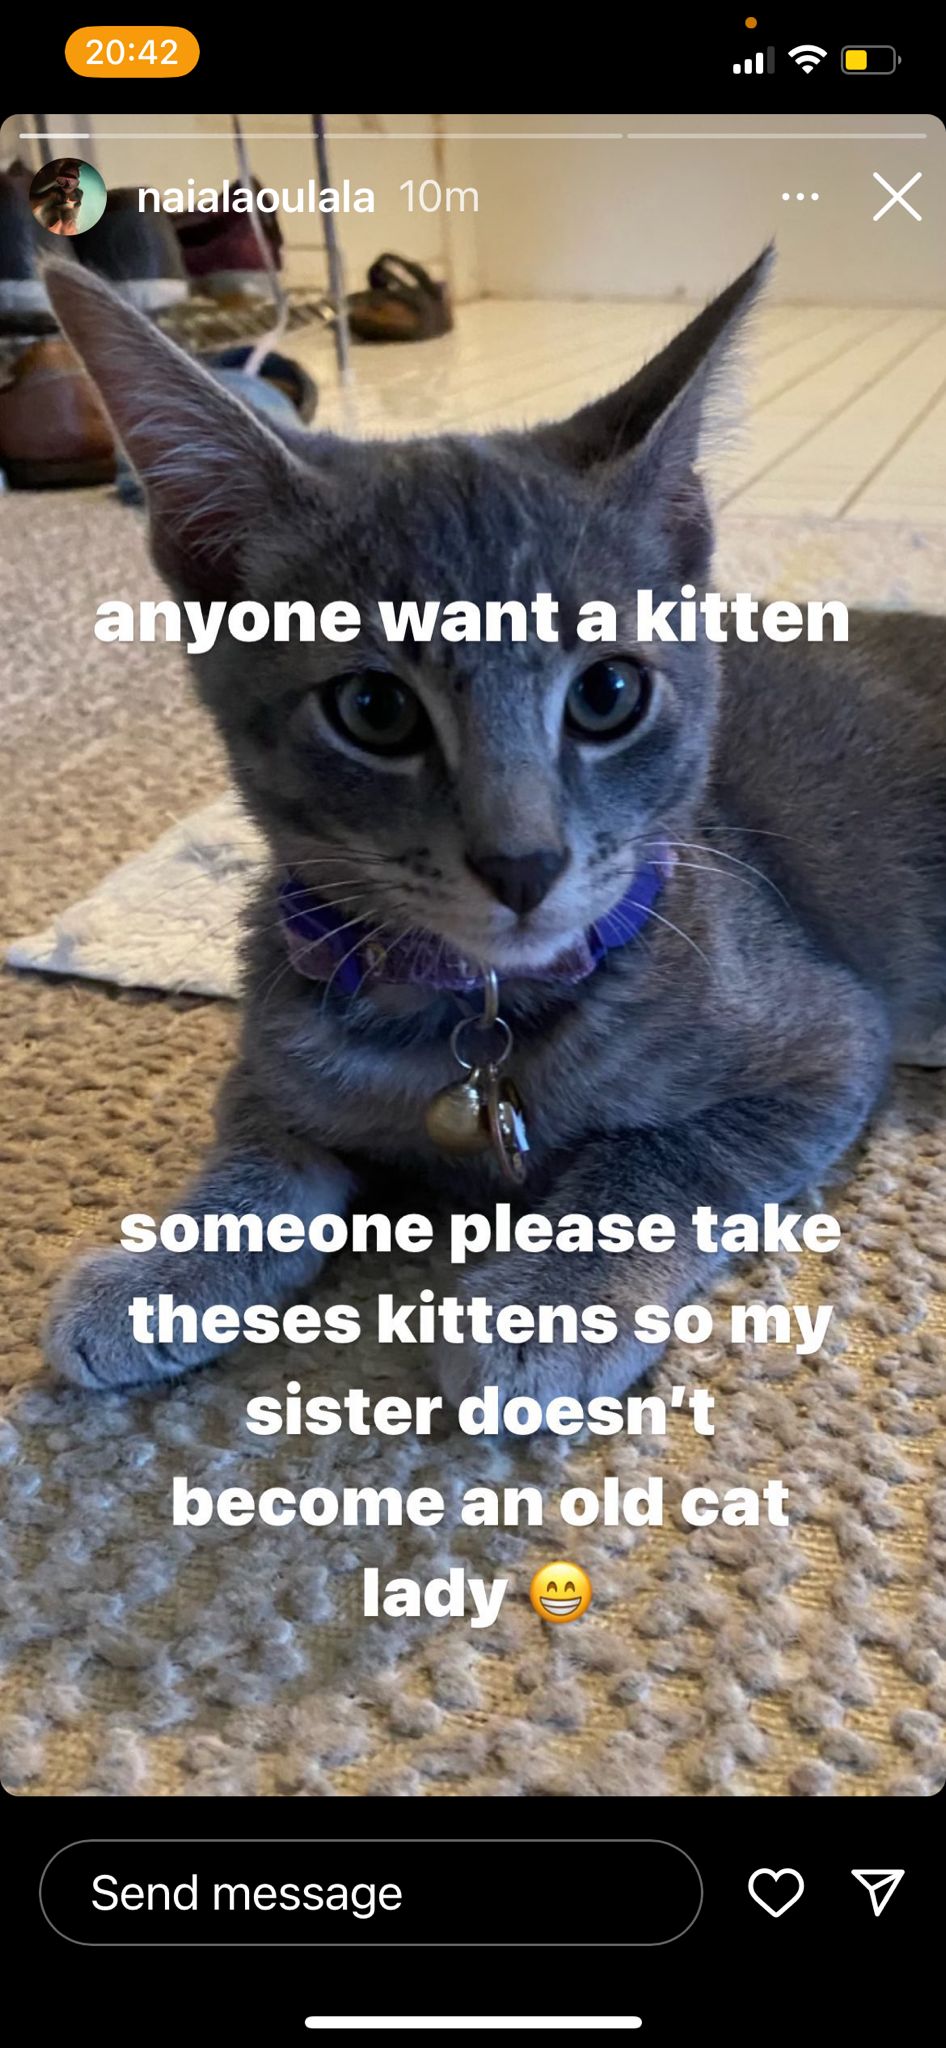 20:42
naialaoulala 10m
anyone want a kitten
someone please take
theses kittens so my
sister doesn't
become an old cat
lady 😁
Send message